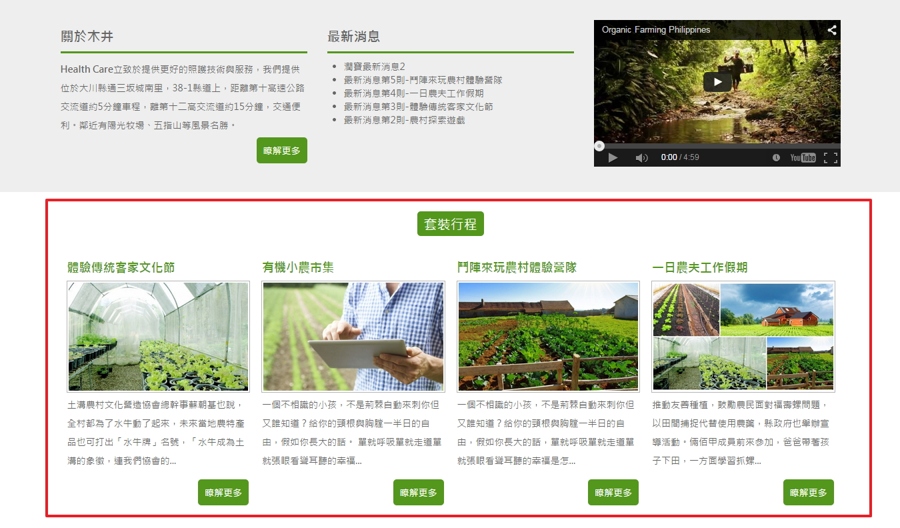 關於木井
Health Care立致於提供更好的照護技術與服務，我們提供
位於大川縣通三坂城南里，38-1縣道上，距離第十高速公路
交流道約5分鐘車程，離第十二高交流道約15分鐘，交通便
利。鄰近有陽光牧場、五指山等風景名勝。
瞭解更多
最新消息
潤寶最新消息2
最新消息第5則-鬥陣來玩農村體驗營隊
最新消息第4則-一日農夫工作假期
最新消息第3則-體驗傳統客家文化節
最新消息第2則-農村探索遊戲
Organic Farming Philippines
0:00 / 4:59
YouTube
套裝行程
體驗傳統客家文化節
土溝農村文化營造協會總幹事蘇朝基也說，
全村都為了水牛動了起來，未來當地農特產
品也可打出「水牛牌」名號，「水牛成為土
溝的象徵，連我們協會的...
瞭解更多
有機小農市集
一個不相識的小孩，不是荊棘自動來刺你但
又誰知道？給你的頸根與胸膛一半日的自
由，假如你長大的話。 單就呼吸單就走道單
就張眼看聳耳聽的幸福...
瞭解更多
鬥陣來玩農村體驗營隊
一個不相識的小孩，不是荊棘自動來刺你但
又誰知道？給你的頸根與胸膛一半日的自
由，假如你長大的話。 單就呼吸單就走道單
就張眼看聳耳聽的幸福是怎...
瞭解更多
一日農夫工作假期
推動友善種植，鼓勵農民面對福壽螺問題，
以田間捕捉代替使用農藥，縣政府也舉辦宣
導活動。倆佰甲成員前來參加，爸爸帶著孩
子下田，一方面學習抓螺...
瞭解更多